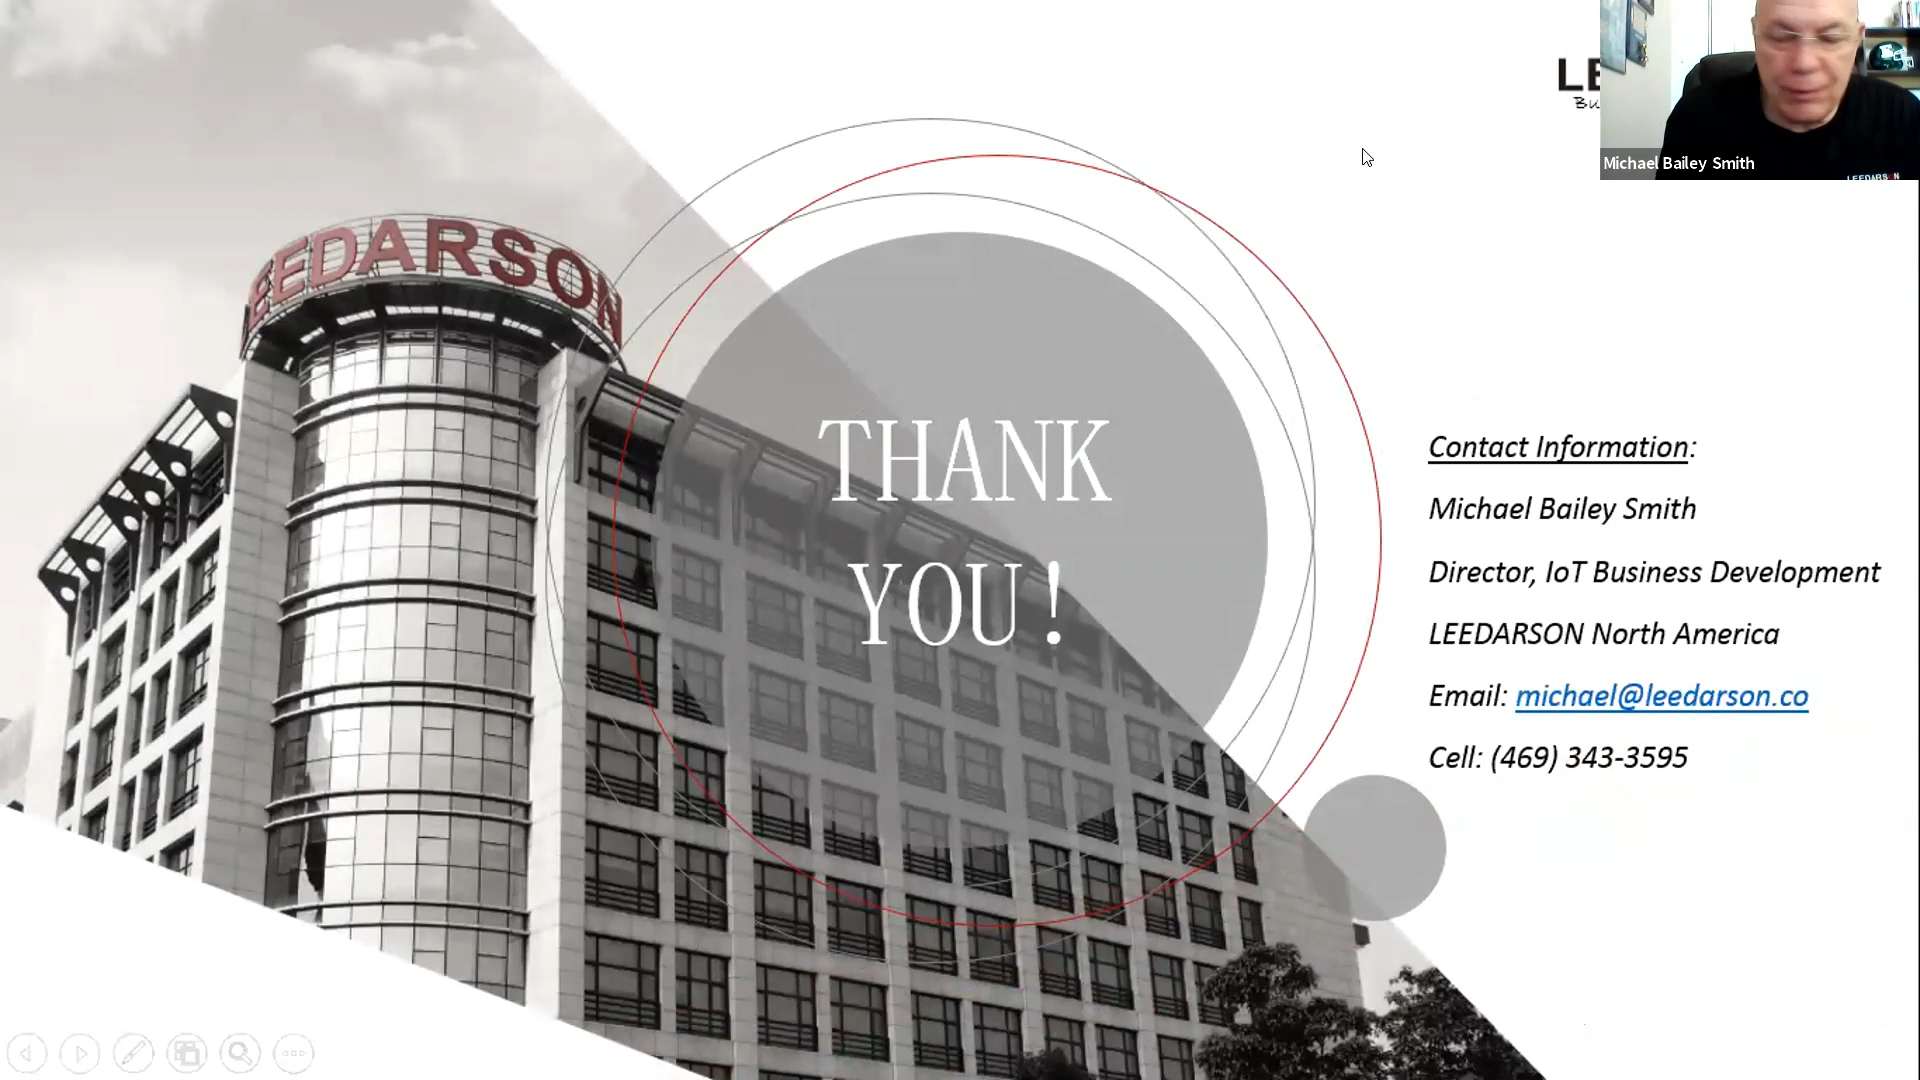 LEEDARSON
THANK
YOU!
Michael Bailey Smith
LEEDARSON
Contact Information:
Michael Bailey Smith
Director, IoT Business Development
LEEDARSON North America
Email: michael@leedarson.co
Cell: (469) 343-3595